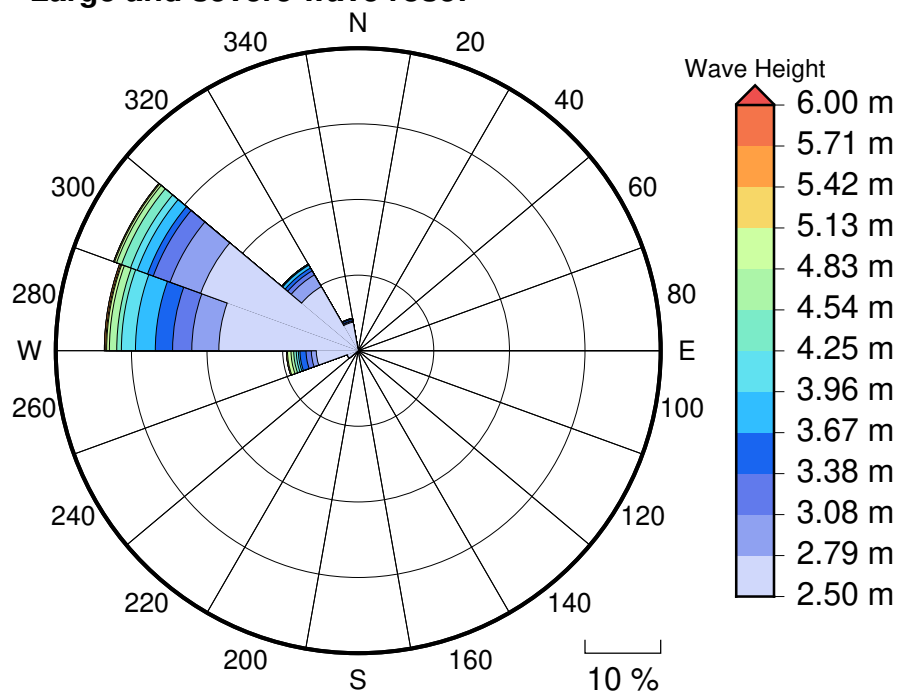 Large and severe wave rose.
N
20
40
60
80
E
100
120
140
160
S
200
220
240
260
W
280
300
320
340
Wave Height
6.00 m
5.71 m
5.42 m
5.13 m
4.83 m
4.54 m
4.25 m
3.96 m
3.67 m
3.38 m
3.08 m
2.79 m
2.50 m
10 %